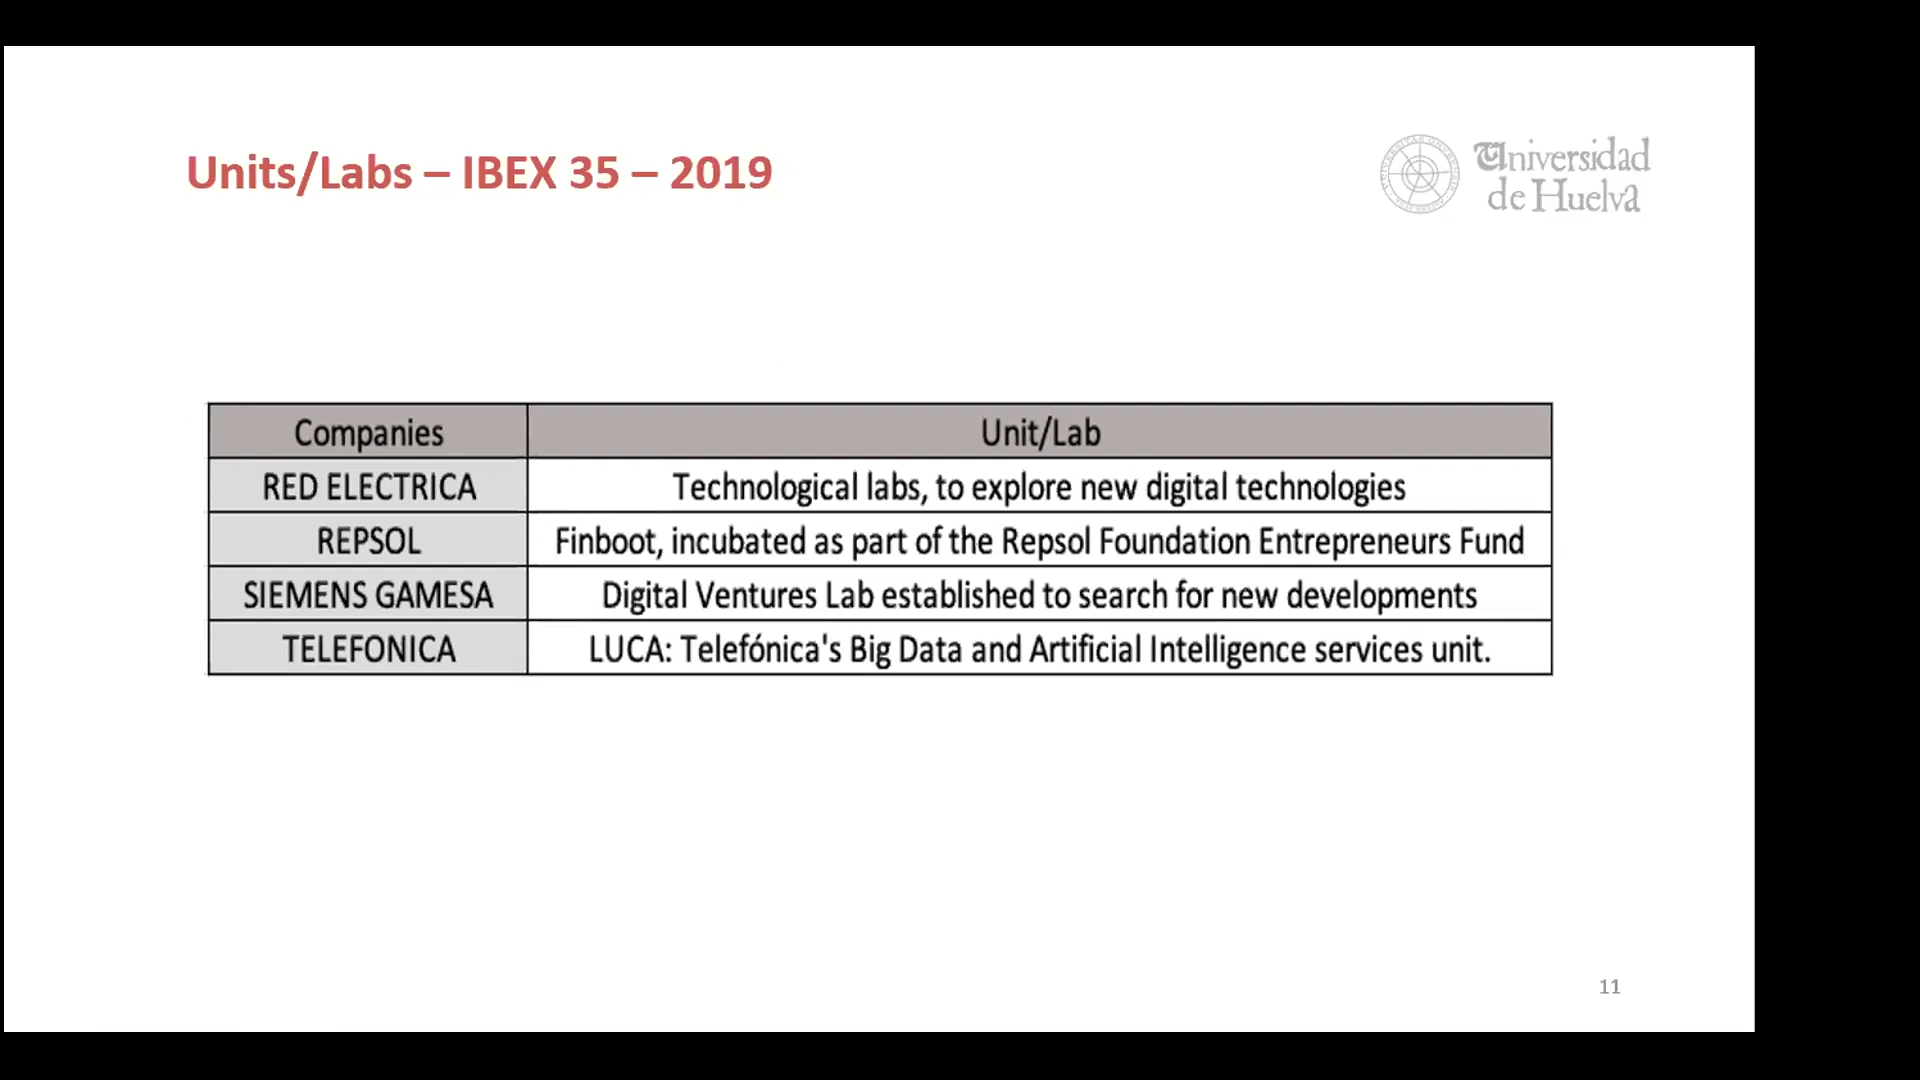 Units/Labs – IBEX 35 – 2019
Universidad
de Huelva
Companies
Unit/Lab
RED ELECTRICA
Technological labs, to explore new digital technologies
REPSOL
Finboot, incubated as part of the Repsol Foundation Entrepreneurs Fund
SIEMENS GAMESA
Digital Ventures Lab established to search for new developments
TELEFONICA
LUCA: Telefónica's Big Data and Artificial Intelligence services unit.
11